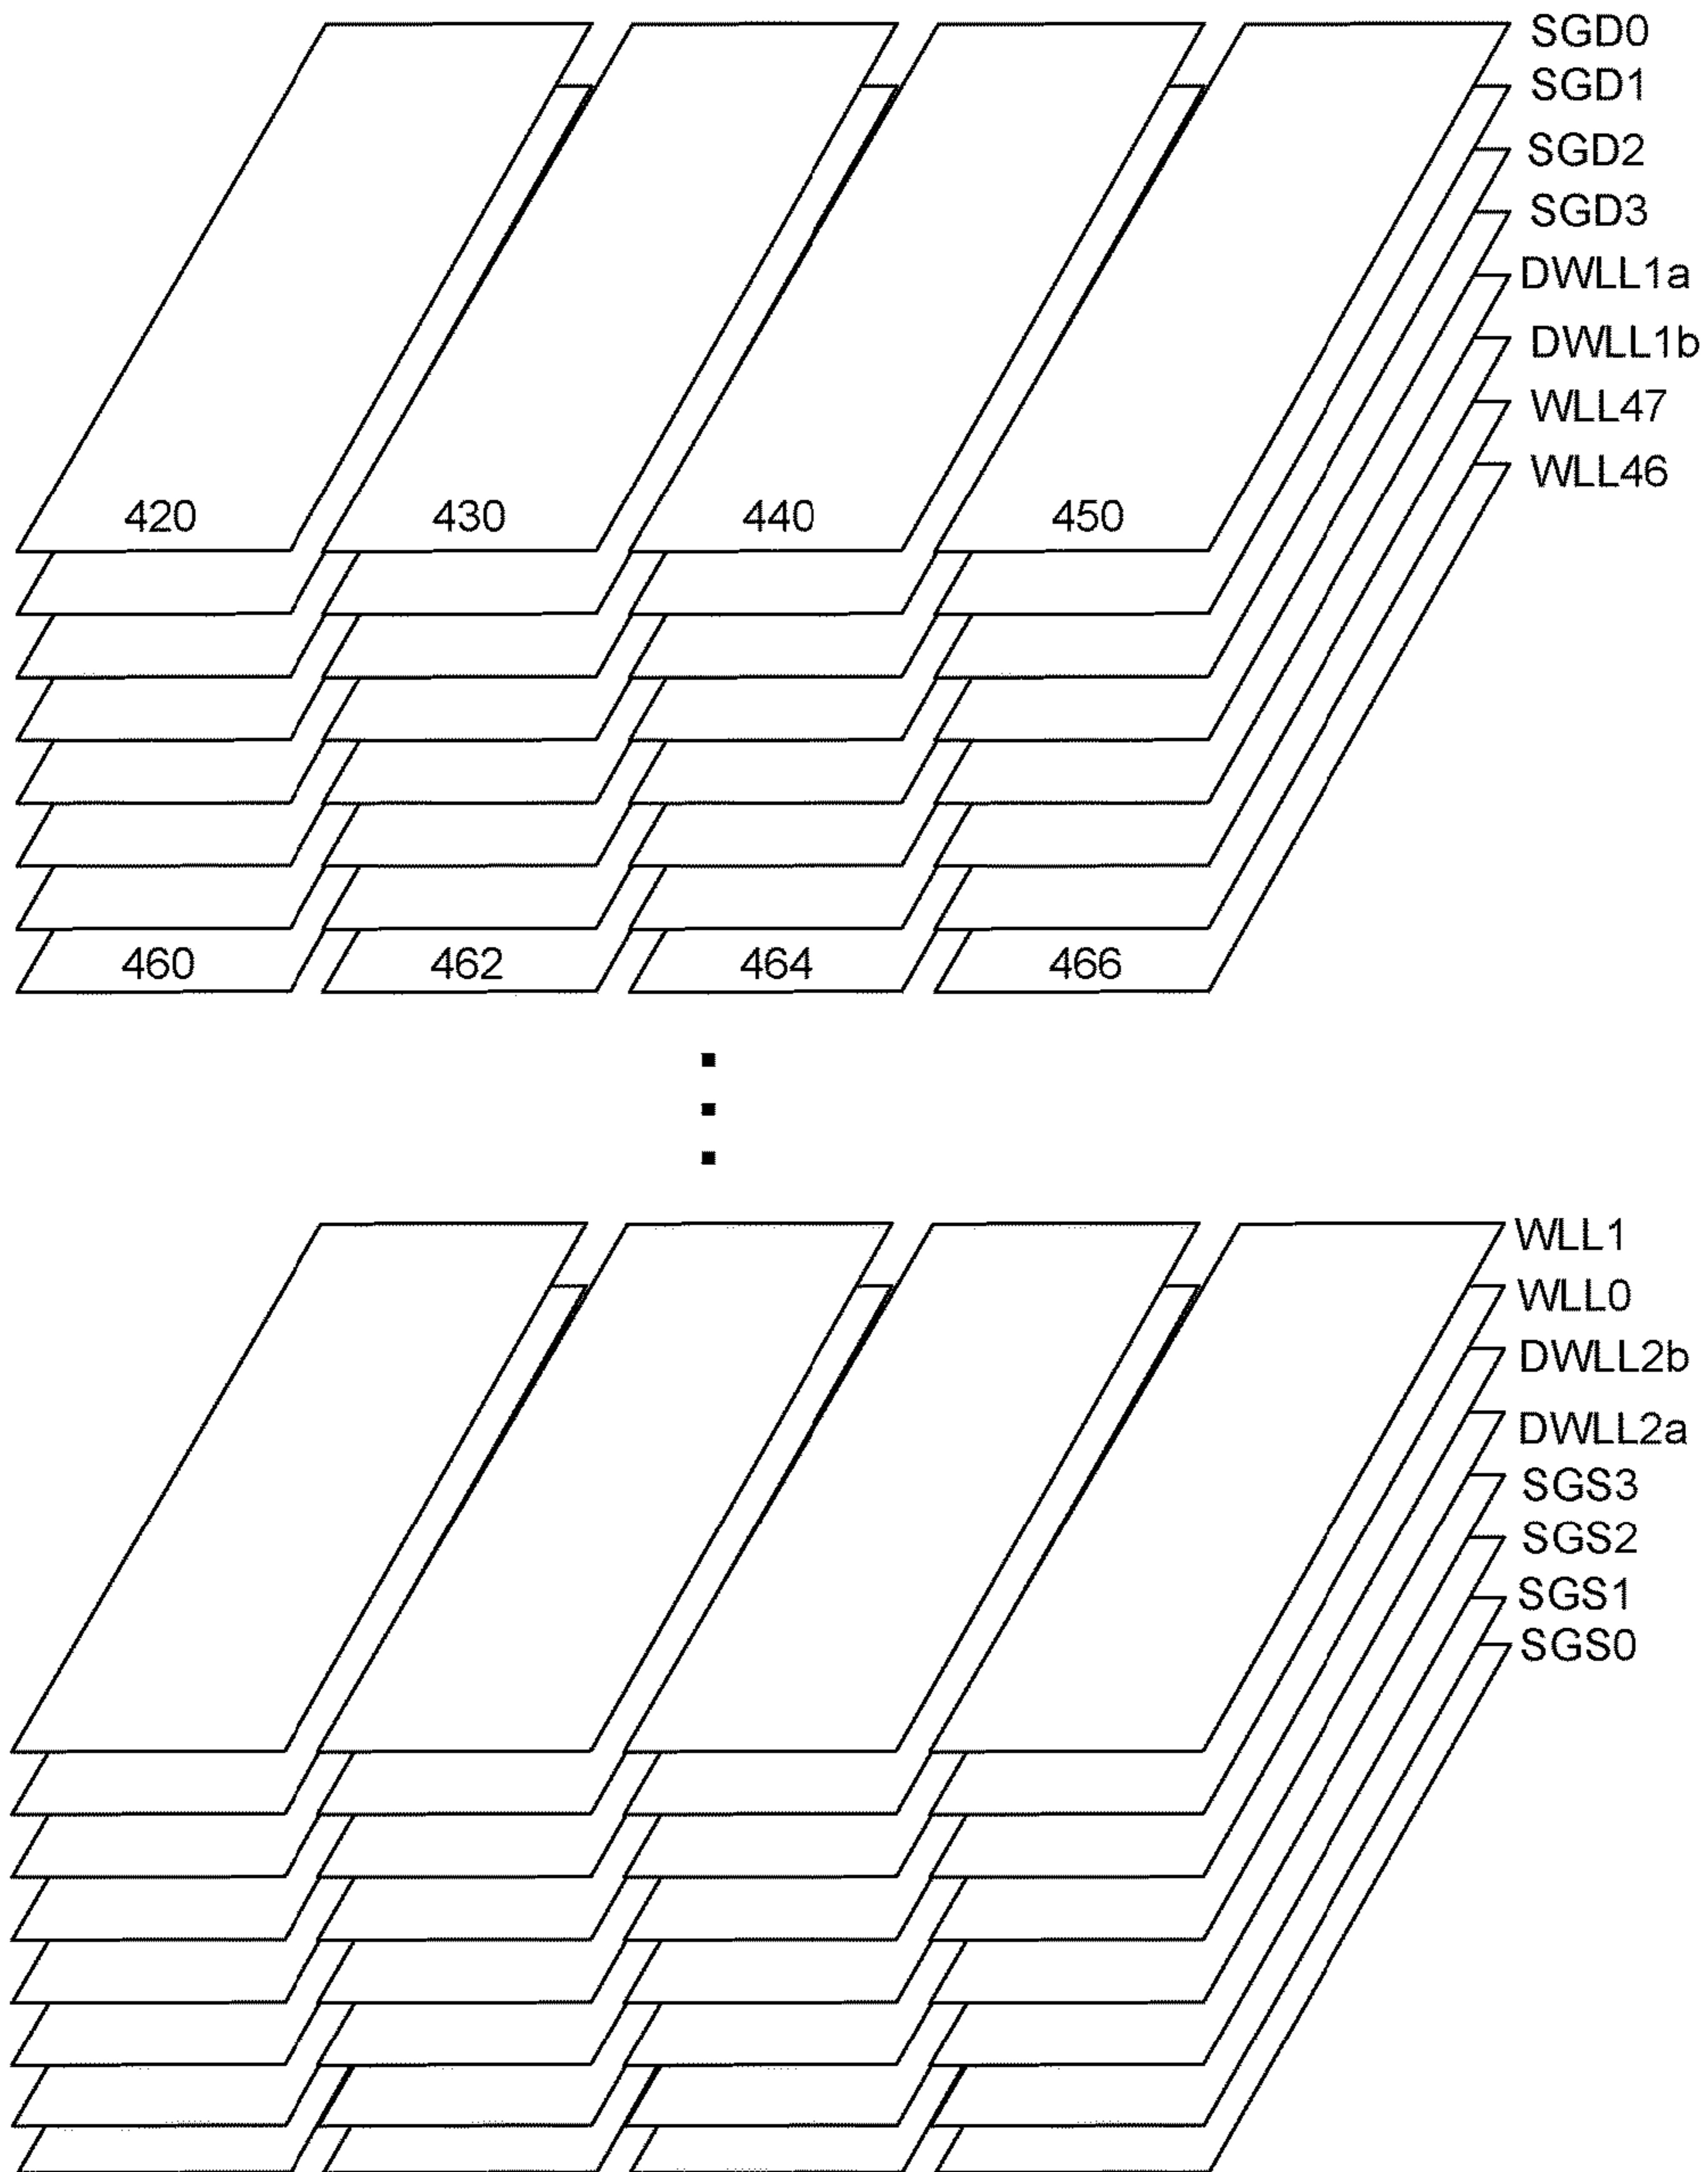 SGD0
SGD1
SGD2
SGD3
DWLL1a
DWLL1b
WLL47
WLL46
420 430 440 450
460 462 464 466
WLL1
WLL0
DWLL2b
DWLL2a
SGS3
SGS2
SGS1
SGS0